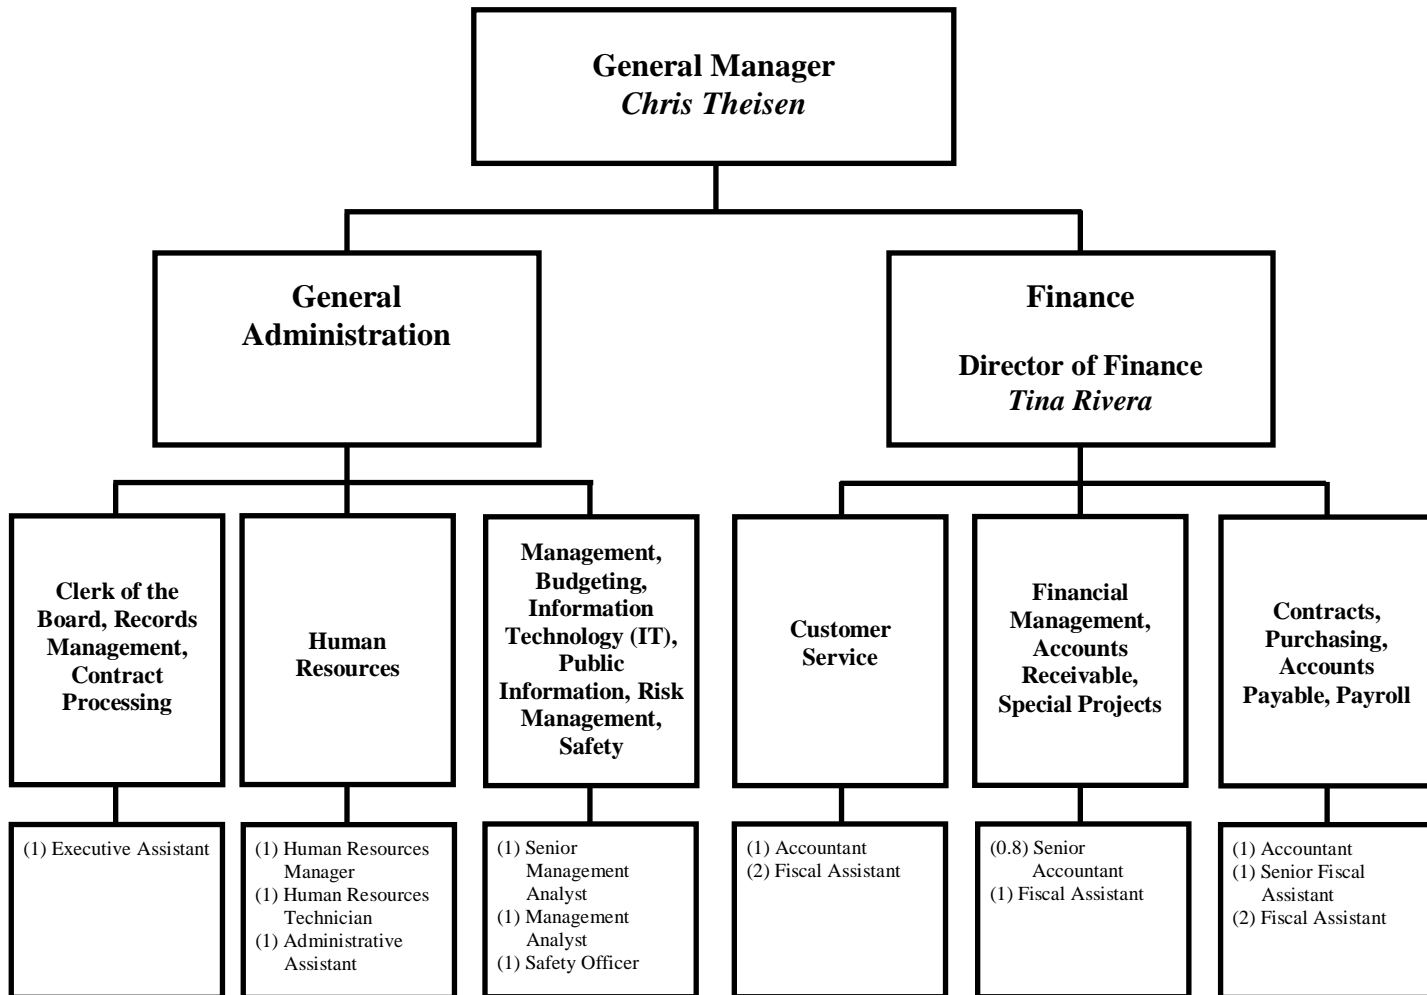 General Manager
Chris Theisen
General
Administration
Finance
Director of Finance
Tina Rivera
Clerk of the
Board, Records
Management,
Contract
Processing
Human
Resources
Management,
Budgeting,
Information
Technology (IT),
Public
Information, Risk
Management,
Safety
Customer
Service
Financial
Management,
Accounts
Receivable,
Special Projects
Contracts,
Purchasing,
Accounts
Payable, Payroll
(1) Executive Assistant
(1) Human Resources
Manager
(1) Human Resources
Technician
(1) Administrative
Assistant
(1) Senior
Management
Analyst
(1) Management
Analyst
(1) Safety Officer
(1) Accountant
(2) Fiscal Assistant
(0.8) Senior
Accountant
(1) Fiscal Assistant
(1) Accountant
(1) Senior Fiscal
Assistant
(2) Fiscal Assistant